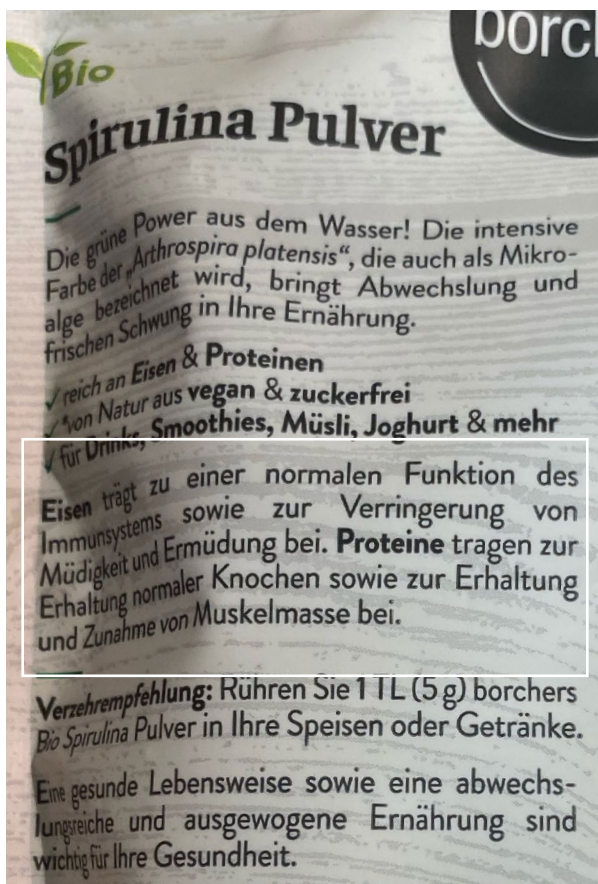 borc
Bio
Spirulina Pulver
Die grüne Power aus dem Wasser! Die intensive
Farbe der „Arthrospira platensis“, die auch als Mikro-
alge bezeichnet wird, bringt Abwechslung und
frischen Schwung in Ihre Ernährung.
✓ reich an Eisen & Proteinen
✓ *von Natur aus vegan & zuckerfrei
✓ für Drinks, Smoothies, Müsli, Joghurt & mehr
Eisen trägt zu einer normalen Funktion des
Immunsystems sowie zur Verringerung von
Müdigkeit und Ermüdung bei. Proteine tragen zur
Erhaltung normaler Knochen sowie zur Erhaltung
und Zunahme von Muskelmasse bei.
Verzehrempfehlung: Rühren Sie 1 TL (5 g) borchers
Bio Spirulina Pulver in Ihre Speisen oder Getränke.
Eine gesunde Lebensweise sowie eine abwechs-
lungsreiche und ausgewogene Ernährung sind
wichtig für Ihre Gesundheit.